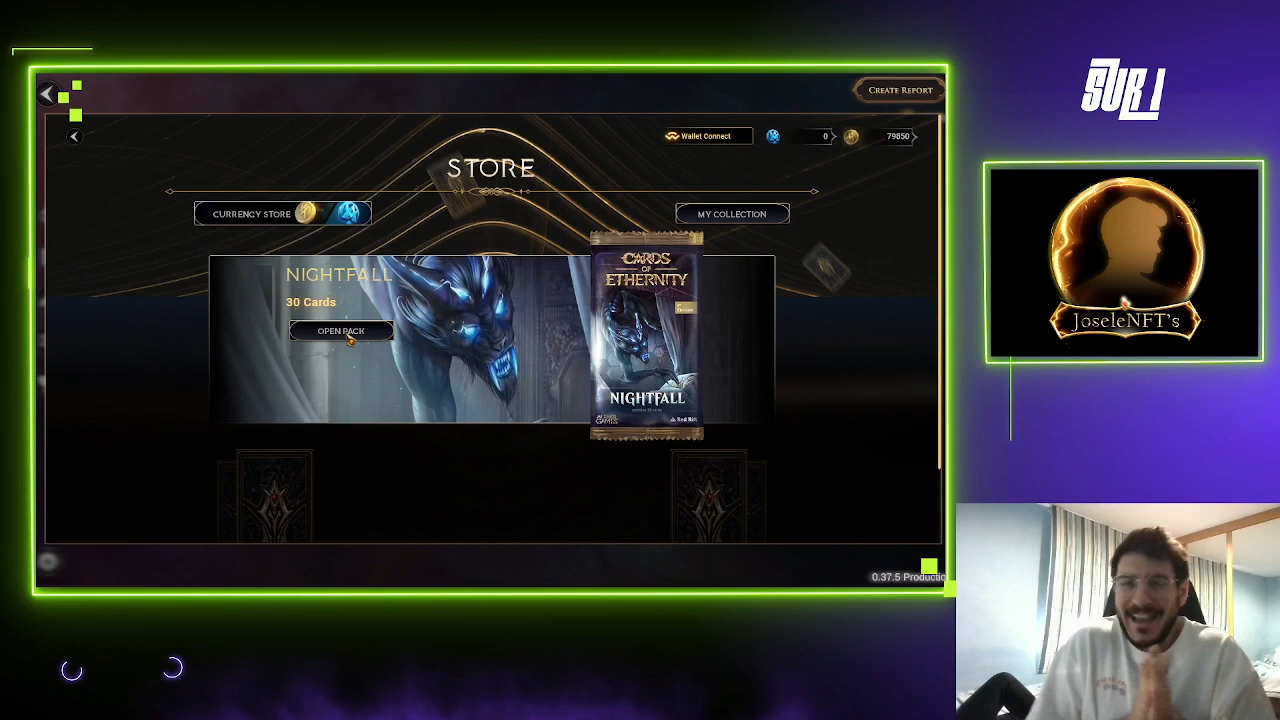 CREATE REPORT
Wallet Connect
0
79850
STORE
CURRENCY STORE
MY COLLECTION
NIGHTFALL
30 Cards
OPEN PACK
CARDS
OF
ETHERNITY
NIGHTFALL
0.37.5 Productio
JoseleNFT's